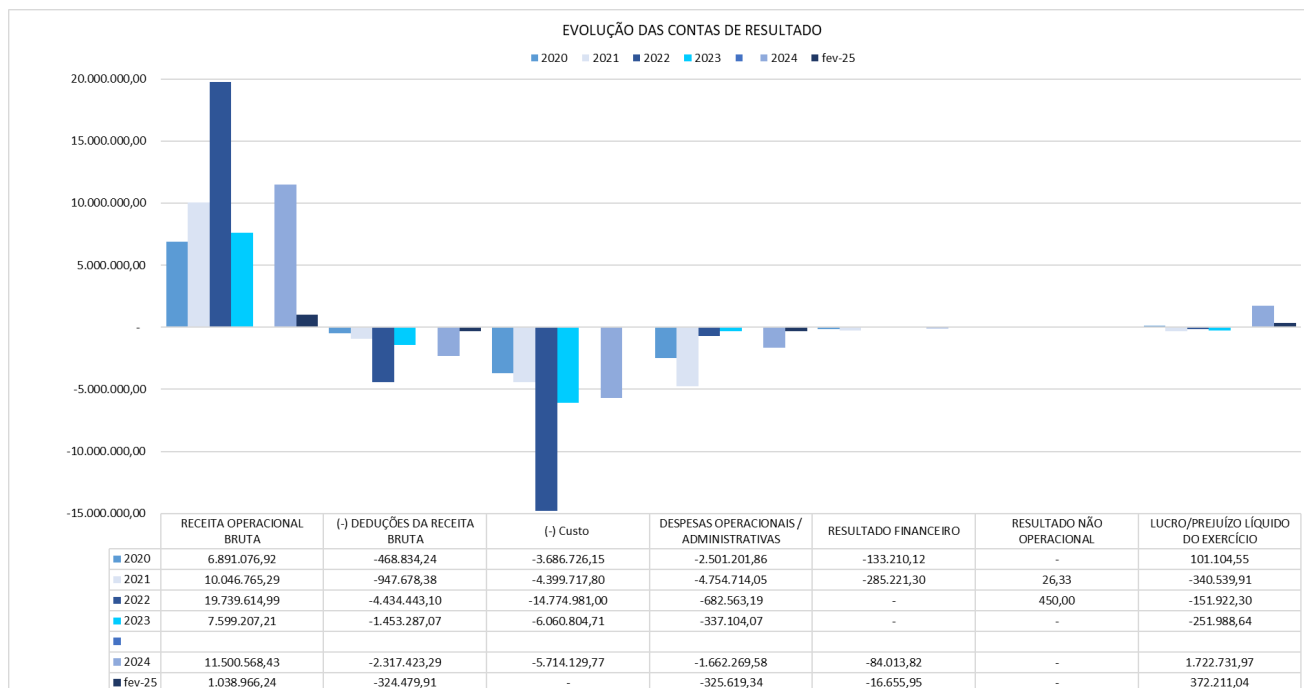 EVOLUÇÃO DAS CONTAS DE RESULTADO
2020 2021 2022 2023 2024 fev-25
20.000.000,00
15.000.000,00
10.000.000,00
5.000.000,00
-
-5.000.000,00
-10.000.000,00
-15.000.000,00
RECEITA OPERACIONAL BRUTA
(-) DEDUÇÕES DA RECEITA BRUTA
(-) Custo
DESPESAS OPERACIONAIS / ADMINISTRATIVAS
RESULTADO FINANCEIRO
RESULTADO NÃO OPERACIONAL
LUCRO/PREJUÍZO LÍQUIDO DO EXERCÍCIO
2020 6.891.076,92 -468.834,24 -3.686.726,15 -2.501.201,86 -133.210,12 - 101.104,55
2021 10.046.765,29 -947.678,38 -4.399.717,80 -4.754.714,05 -285.221,30 26,33 -340.539,91
2022 19.739.614,99 -4.434.443,10 -14.774.981,00 -682.563,19 - 450,00 -151.922,30
2023 7.599.207,21 -1.453.287,07 -6.060.804,71 -337.104,07 - - -251.988,64
2024 11.500.568,43 -2.317.423,29 -5.714.129,77 -1.662.269,58 -84.013,82 - 1.722.731,97
fev-25 1.038.966,24 -324.479,91 - -325.619,34 -16.655,95 - 372.211,04